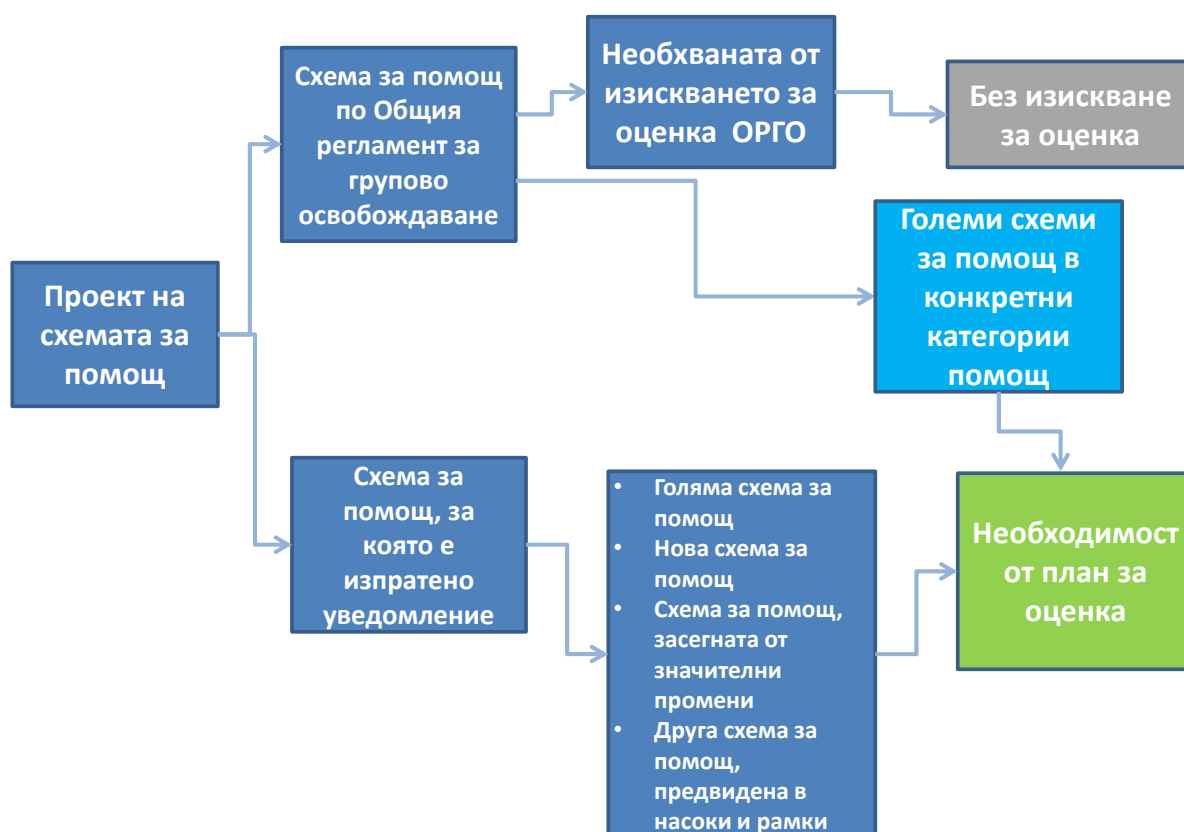 Проект на
схемата за
помощ
Схема за помощ
по Общия
регламент за
групово
освобождаване
Необхваната от
изискването за
оценка ОРГО
Без изискване
за оценка
Големи схеми
за помощ в
конкретни
категории
помощ
Схема за
помощ, за
която е
изпратено
уведомление
• Голяма схема за
помощ
• Нова схема за
помощ
• Схема за помощ,
засегната от
значителни
промени
• Друга схема за
помощ,
предвидена в
насоки и рамки
Необходимост
от план за
оценка